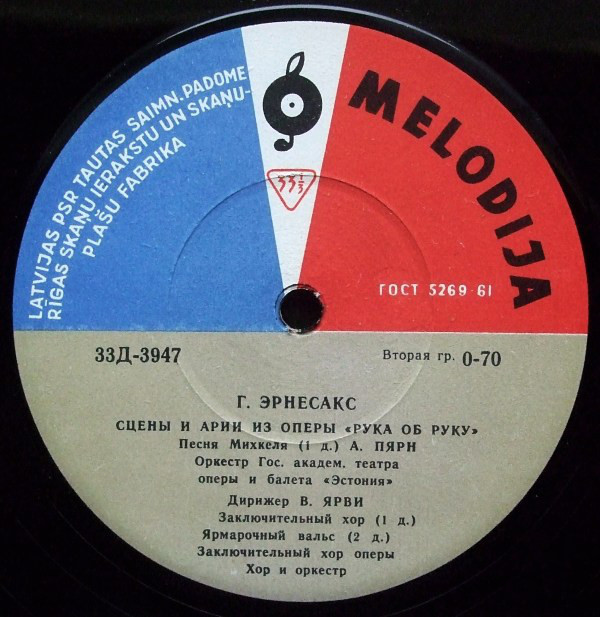 LATVIJAS PSR TAUTAS SAIMN. PADOME
RĪGAS SKAŅU IERAKSTU UN SKAŅU-
PLAŠU FABRIKA
MELODIJA
33⅓
ГОСТ 5269-61
33Д-3947
Вторая гр. 0-70
Г. ЭРНЕСАКС
СЦЕНЫ И АРИИ ИЗ ОПЕРЫ «РУКА ОБ РУКУ»
Песня Михкеля (1 д.) А. ПЯРН
Оркестр Гос. академ. театра
оперы и балета «Эстония»
Дирижер В. ЯРВИ
Заключительный хор (1 д.)
Ярмарочный вальс (2 д.)
Заключительный хор оперы
Хор и оркестр